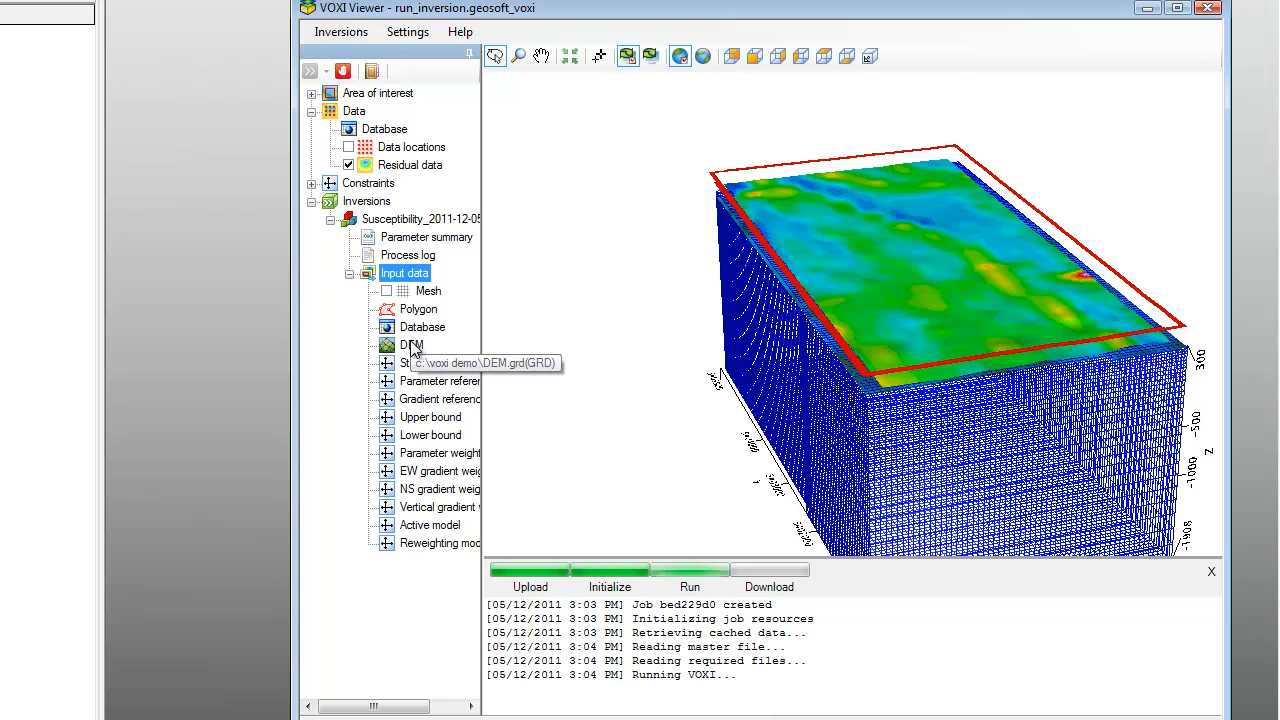 VOXI Viewer - run_inversion.geosoft_voxi
Inversions Settings Help
Area of interest
Data
Database
Data locations
Residual data
Constraints
Inversions
Susceptibility_2011-12-05
Parameter summary
Process log
Input data
Mesh
Polygon
Database
DEM
c:\voxi demo\DEM.grd(GRD)
Parameter referer
Gradient referenc
Upper bound
Lower bound
Parameter weight
EW gradient weig
NS gradient weig
Vertical gradient
Active model
Reweighting moc
300
-500
Z
-1000
Upload Initialize Run Download
X
[05/12/2011 3:03 PM] Job bed229d0 created
[05/12/2011 3:03 PM] Initializing job resources
[05/12/2011 3:03 PM] Retrieving cached data...
[05/12/2011 3:04 PM] Reading master file...
[05/12/2011 3:04 PM] Reading required files...
[05/12/2011 3:04 PM] Running VOXI...